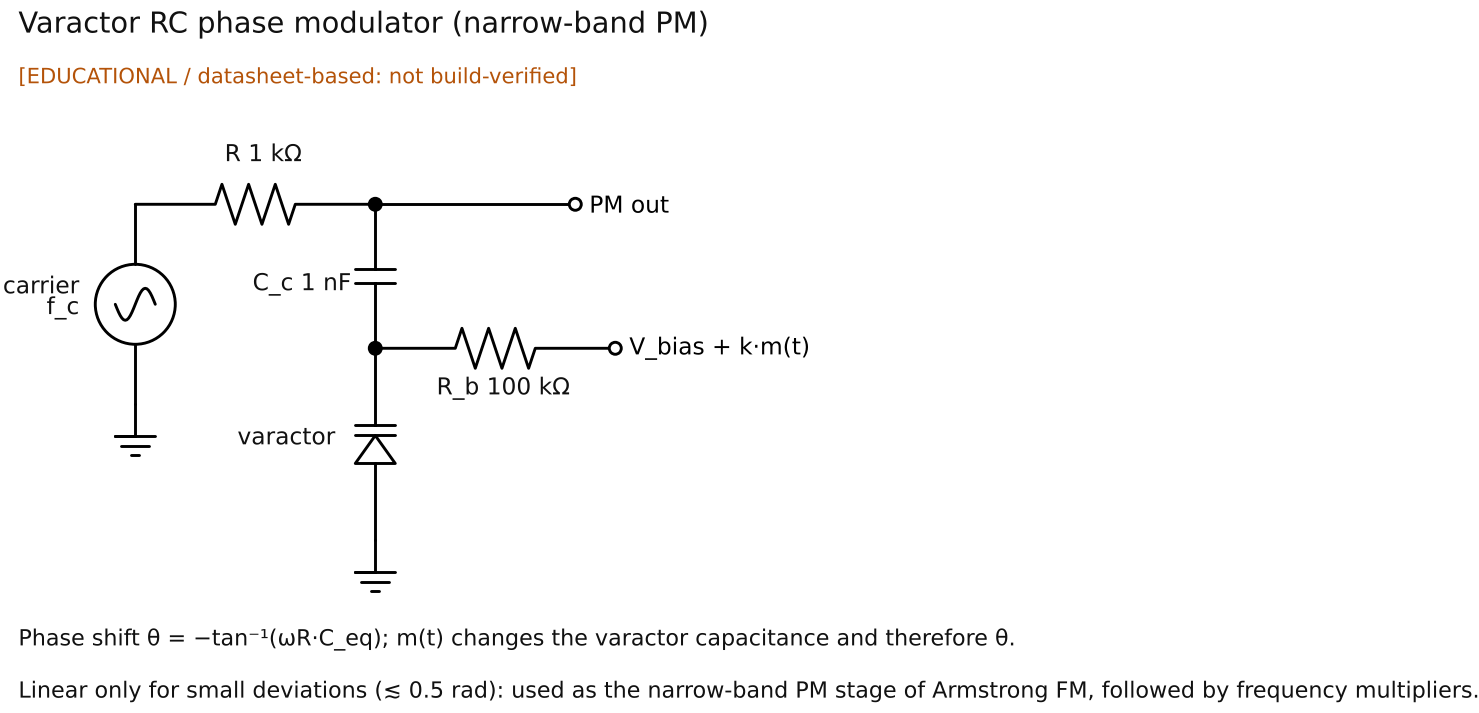 Varactor RC phase modulator (narrow-band PM)
[EDUCATIONAL / datasheet-based: not build-verified]
R 1 kΩ
PM out
carrier
f_c
C_c 1 nF
V_bias + k·m(t)
R_b 100 kΩ
varactor
Phase shift θ = −tan⁻¹(ωR·C_eq); m(t) changes the varactor capacitance and therefore θ.
Linear only for small deviations (≲ 0.5 rad): used as the narrow-band PM stage of Armstrong FM, followed by frequency multipliers.